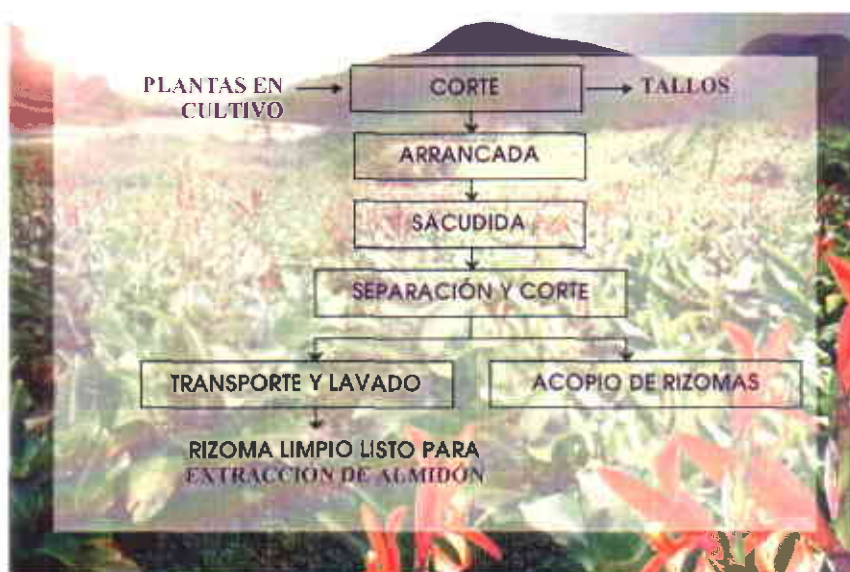 PLANTAS EN
CULTIVO
CORTE
TALLOS
ARRANCADA
SACUDIDA
SEPARACIÓN Y CORTE
TRANSPORTE Y LAVADO
ACOPIO DE RIZOMAS
RIZOMA LIMPIO LISTO PARA
EXTRACCIÓN DE ALMIDÓN